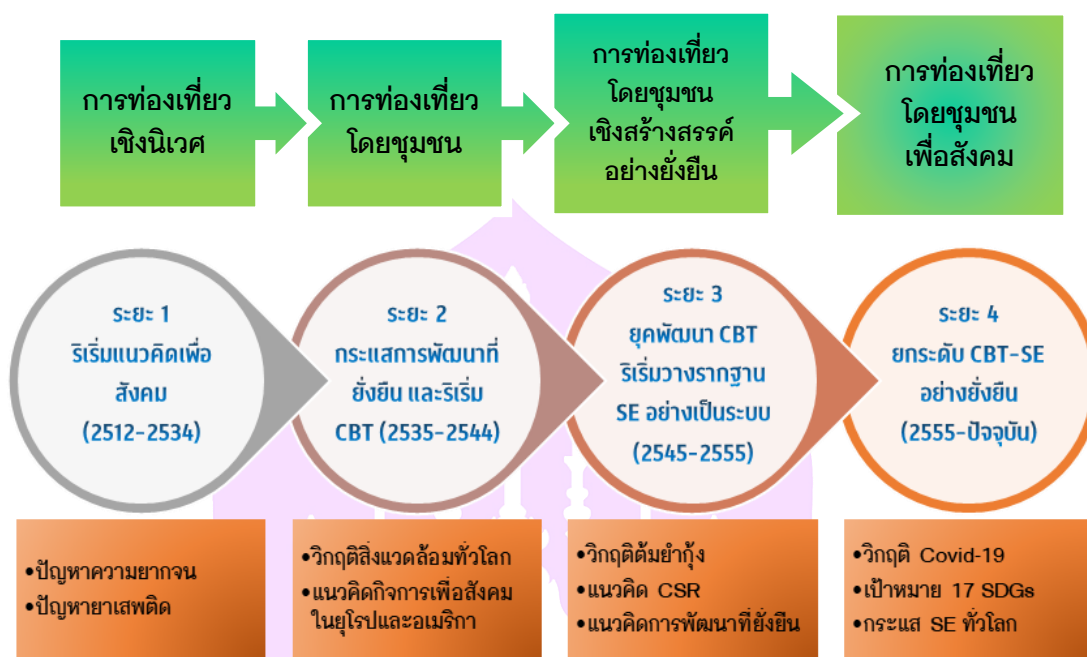 การท่องเที่ยว
เชิงนิเวศ
การท่องเที่ยว
โดยชุมชน
การท่องเที่ยว
โดยชุมชน
เชิงสร้างสรรค์
อย่างยั่งยืน
การท่องเที่ยว
โดยชุมชน
เพื่อสังคม
ระยะ 1
ริเริ่มแนวคิดเพื่อ
สังคม
(2512-2534)
ระยะ 2
กระแสการพัฒนาที่
ยั่งยืน และริเริ่ม
CBT (2535-2544)
ระยะ 3
ยุคพัฒนา CBT
ริเริ่มวางรากฐาน
SE อย่างเป็นระบบ
(2545-2555)
ระยะ 4
ยกระดับ CBT-SE
อย่างยั่งยืน
(2555-ปัจจุบัน)
•ปัญหาความยากจน
•ปัญหายาเสพติด
•วิกฤติสิ่งแวดล้อมทั่วโลก
•แนวคิดกิจการเพื่อสังคม
ในยุโรปและอเมริกา
•วิกฤติต้มยำกุ้ง
•แนวคิด CSR
•แนวคิดการพัฒนาที่ยั่งยืน
•วิกฤติ Covid-19
•เป้าหมาย 17 SDGs
•กระแส SE ทั่วโลก